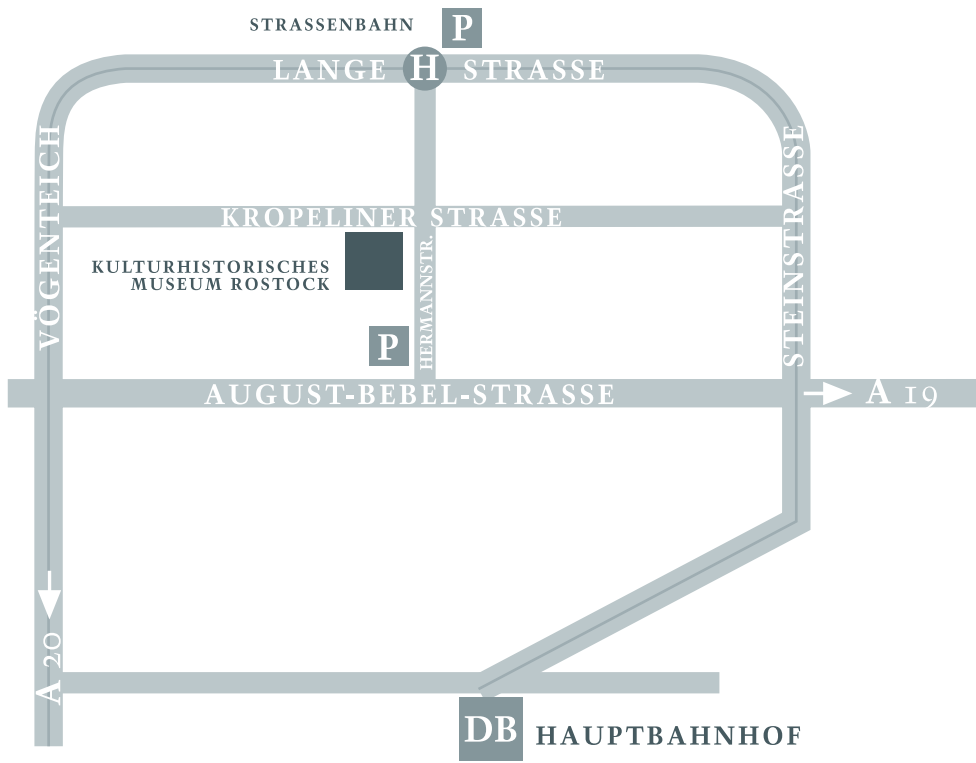 STRASSENBAHN
P
LANGE H STRASSE
VÖGENTEICH
STEINSTRASSE
KROPELINER STRASSE
HERMANNSTR.
KULTURHISTORISCHES
MUSEUM ROSTOCK
P
AUGUST-BEBEL-STRASSE
A 19
A 20
DB HAUPTBAHNHOF